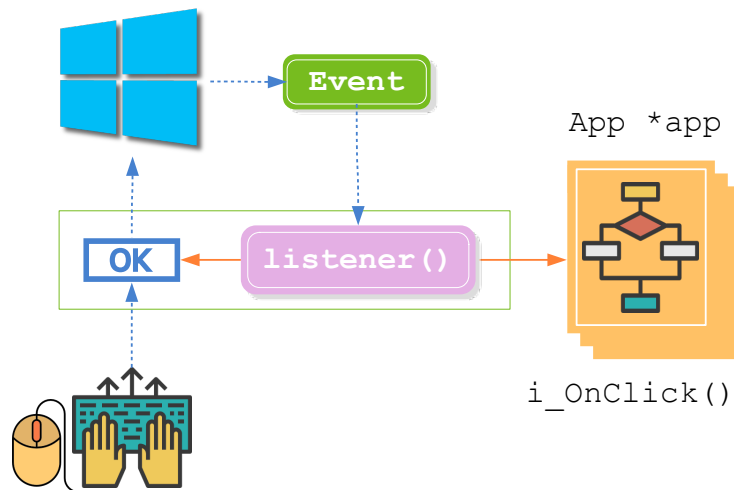 Event
App *app
OK
listener()
i_OnClick()